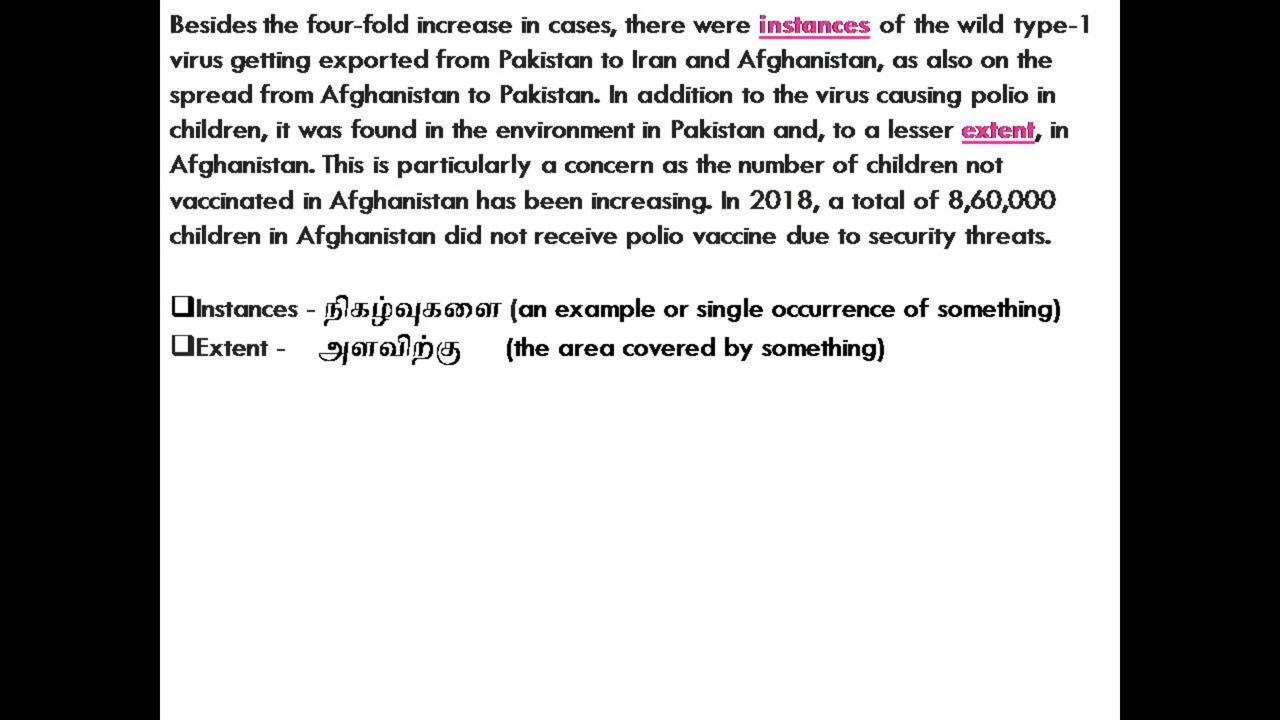 Besides the four-fold increase in cases, there were instances of the wild type-1
virus getting exported from Pakistan to Iran and Afghanistan, as also on the
spread from Afghanistan to Pakistan. In addition to the virus causing polio in
children, it was found in the environment in Pakistan and, to a lesser extent, in
Afghanistan. This is particularly a concern as the number of children not
vaccinated in Afghanistan has been increasing. In 2018, a total of 8,60,000
children in Afghanistan did not receive polio vaccine due to security threats.
❑Instances - நிகழ்வுகளை (an example or single occurrence of something)
❑Extent - அளவிற்கு (the area covered by something)